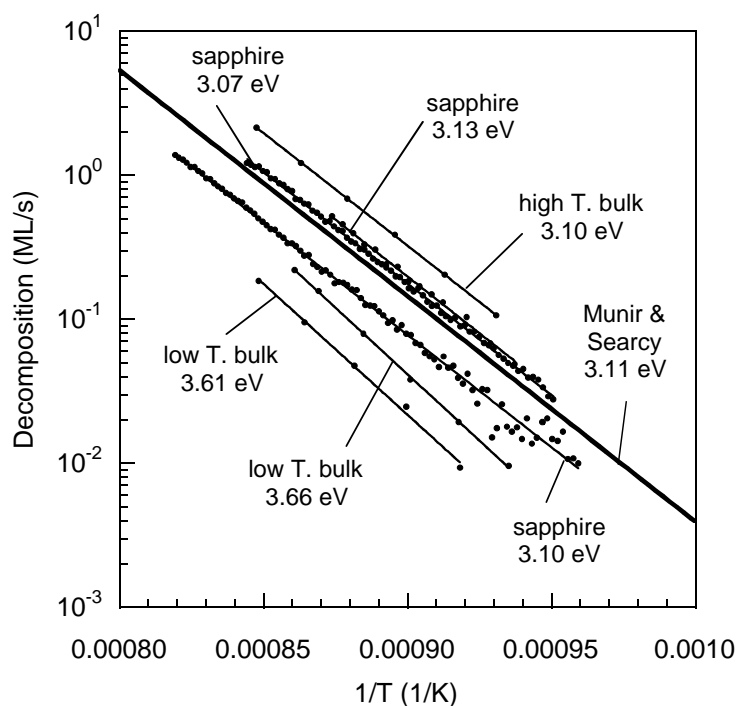 10^1
10^0
10^-1
10^-2
10^-3
Decomposition (ML/s)
sapphire
3.07 eV
sapphire
3.13 eV
high T. bulk
3.10 eV
Munir &
Searcy
3.11 eV
low T. bulk
3.61 eV
low T. bulk
3.66 eV
sapphire
3.10 eV
0.00080 0.00085 0.00090 0.00095 0.0010
1/T (1/K)